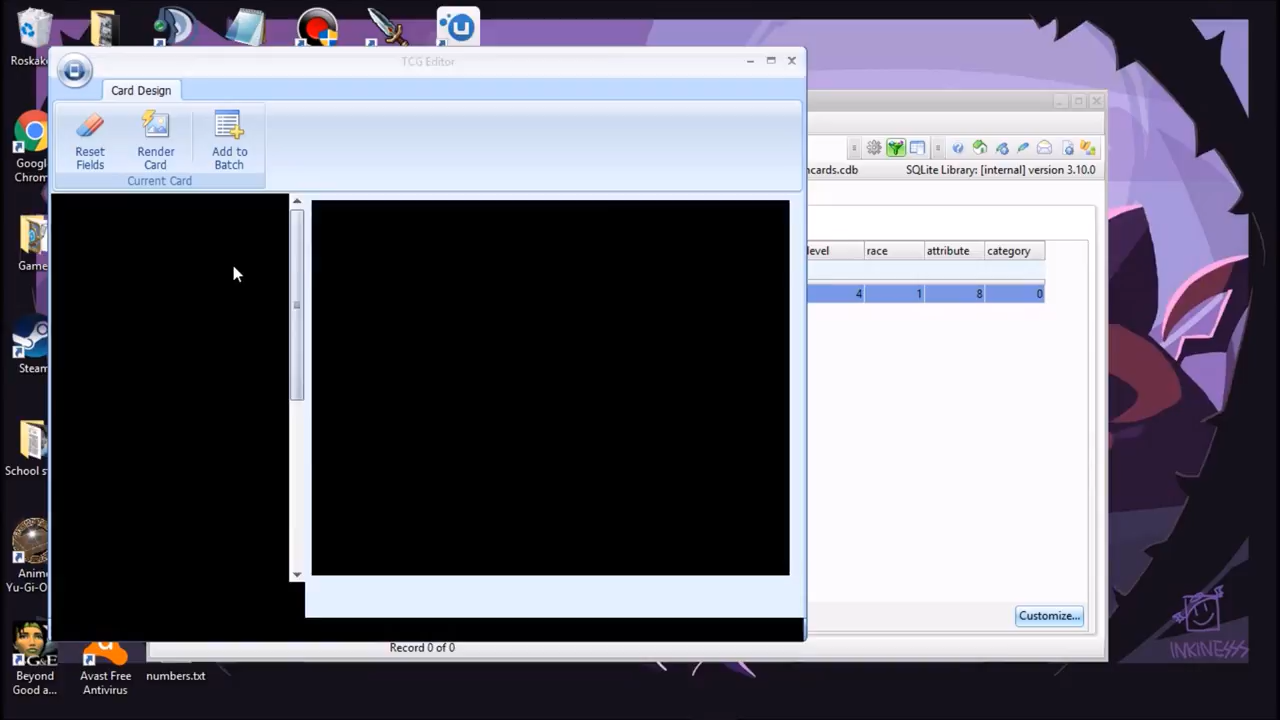 Roskak
TCG Editor
Card Design
Reset
Fields
Render
Card
Add to
Batch
Current Card
Google
Chrom
ncards.cdb
SQLite Library: [internal] version 3.10.0
Game
level
race
attribute
category
4
1
8
0
Steam
School s
Anim
Yu-Gi-O
Customize...
Record 0 of 0
INKINESSS
Beyond
Good a...
Avast Free
Antivirus
numbers.txt